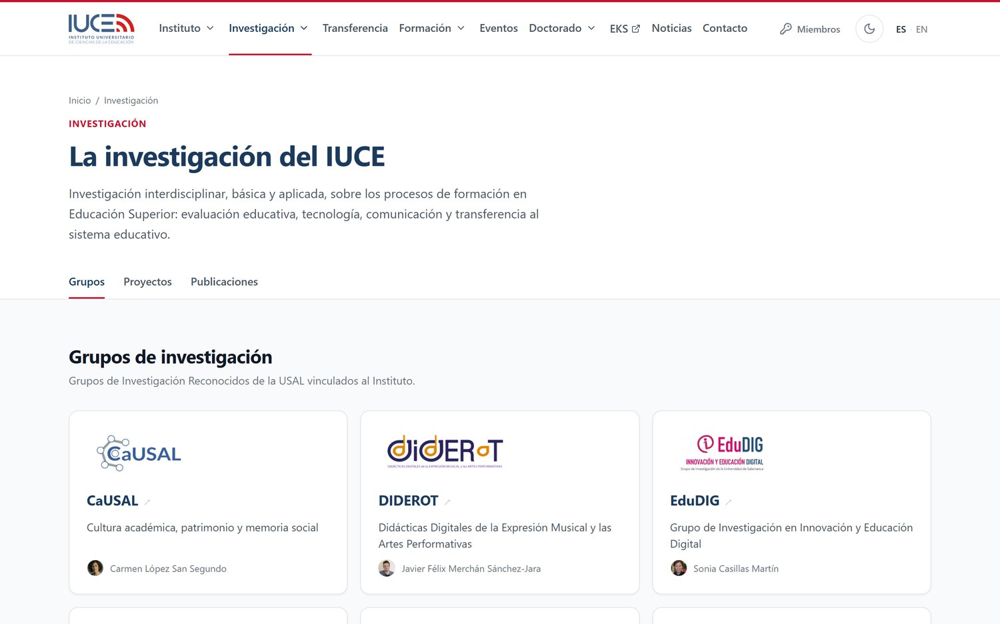 IUCE
INSTITUTO UNIVERSITARIO
DE CIENCIAS DE LA EDUCACIÓN
Instituto
Investigación
Transferencia
Formación
Eventos
Doctorado
EKS
Noticias
Contacto
Miembros
ES · EN
Inicio / Investigación
INVESTIGACIÓN
La investigación del IUCE
Investigación interdisciplinar, básica y aplicada, sobre los procesos de formación en
Educación Superior: evaluación educativa, tecnología, comunicación y transferencia al
sistema educativo.
Grupos
Proyectos
Publicaciones
Grupos de investigación
Grupos de Investigación Reconocidos de la USAL vinculados al Instituto.
CaUSAL
CaUSAL ↗
Cultura académica, patrimonio y memoria social
Carmen López San Segundo
diDERoT
DIDÁCTICAS DIGITALES de la EXPRESIÓN MUSICAL y las ARTES PERFORMATIVAS
DIDEROT ↗
Didácticas Digitales de la Expresión Musical y las
Artes Performativas
Javier Félix Merchán Sánchez-Jara
EduDIG
INNOVACIÓN Y EDUCACIÓN DIGITAL
Grupo de Investigación de la Universidad de Salamanca
EduDIG ↗
Grupo de Investigación en Innovación y Educación
Digital
Sonia Casillas Martín